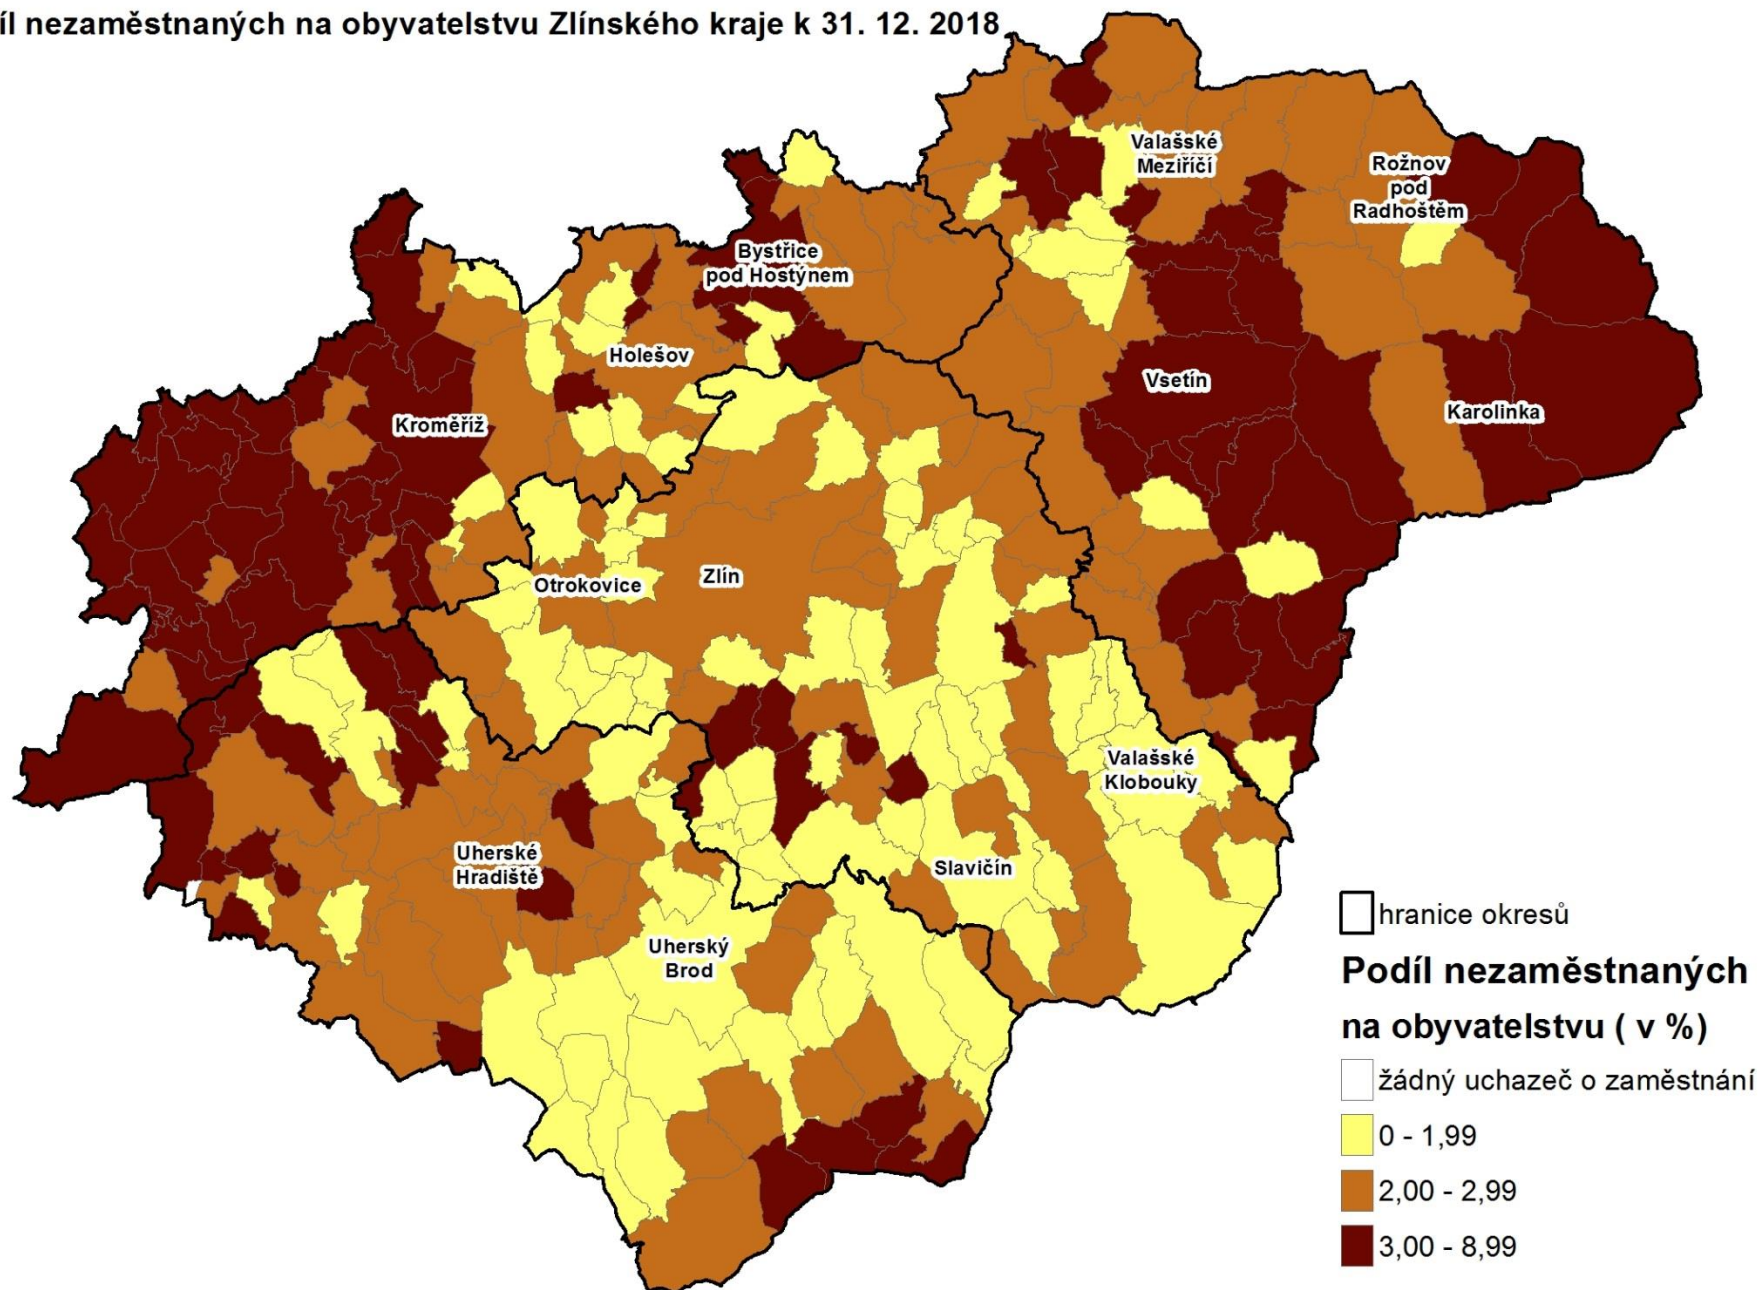 íl nezaměstnaných na obyvatelstvu Zlínského kraje k 31. 12. 2018
Valašské
Meziříčí
Rožnov
pod
Radhoštěm
Bystřice
pod Hostýnem
Holešov
Vsetín
Karolinka
Kroměříž
Otrokovice
Zlín
Valašské
Klobouky
Uherské
Hradiště
Slavičín
Uherský
Brod
hranice okresů
Podíl nezaměstnaných
na obyvatelstvu ( v %)
žádný uchazeč o zaměstnání
0 - 1,99
2,00 - 2,99
3,00 - 8,99